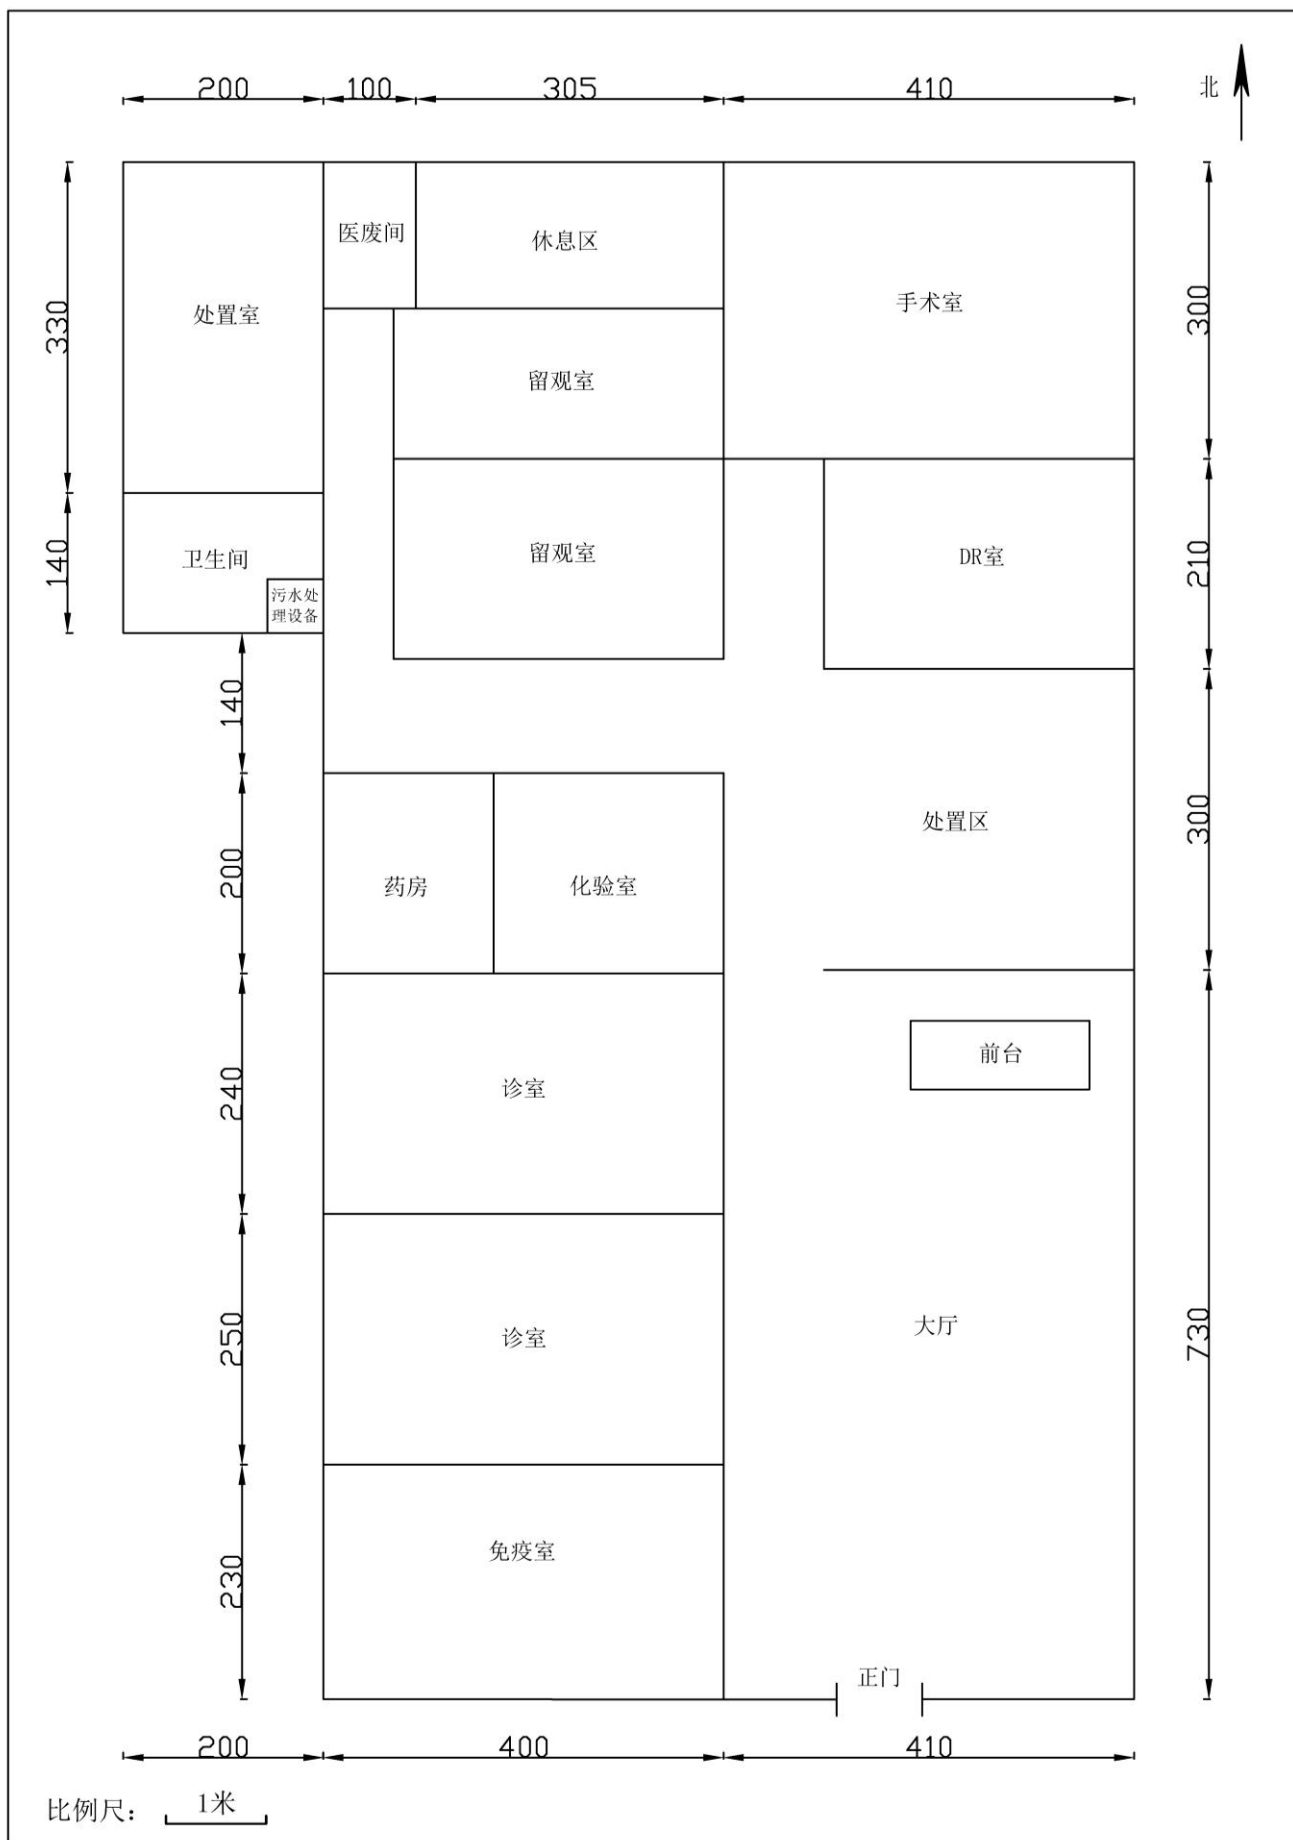 200
100
305
410
北
医废间
休息区
330
处置室
手术室
300
留观室
140
卫生间
留观室
DR室
210
污水处
理设备
140
处置区
300
200
药房
化验室
前台
240
诊室
250
诊室
大厅
730
230
免疫室
正门
200
400
410
比例尺：
1米